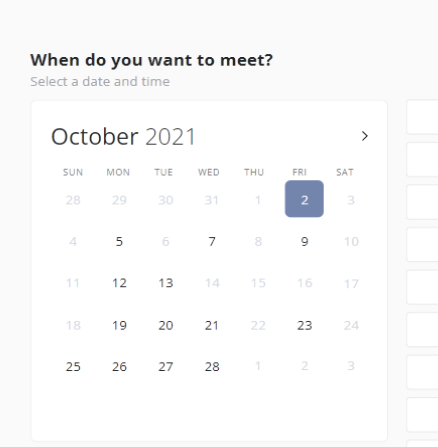 When do you want to meet?
Select a date and time
October 2021
SUN MON TUE WED THU FRI SAT
28 29 30 31 1 2 3
4 5 6 7 8 9 10
11 12 13 14 15 16 17
18 19 20 21 22 23 24
25 26 27 28 1 2 3